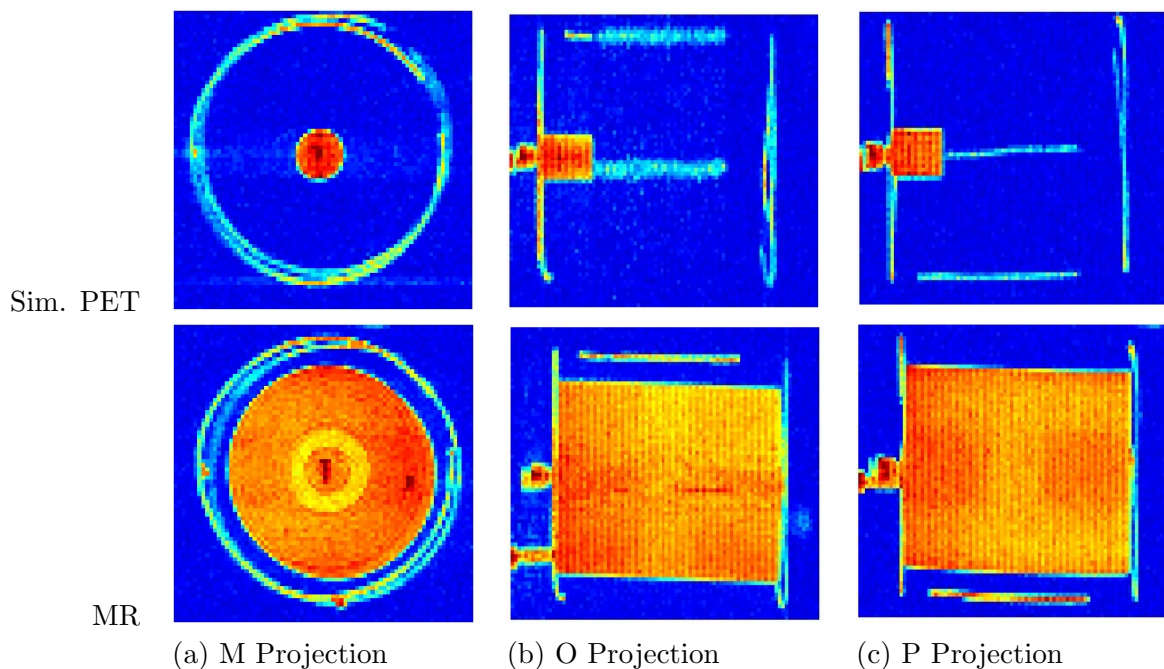 Sim. PET
MR
(a) M Projection
(b) O Projection
(c) P Projection